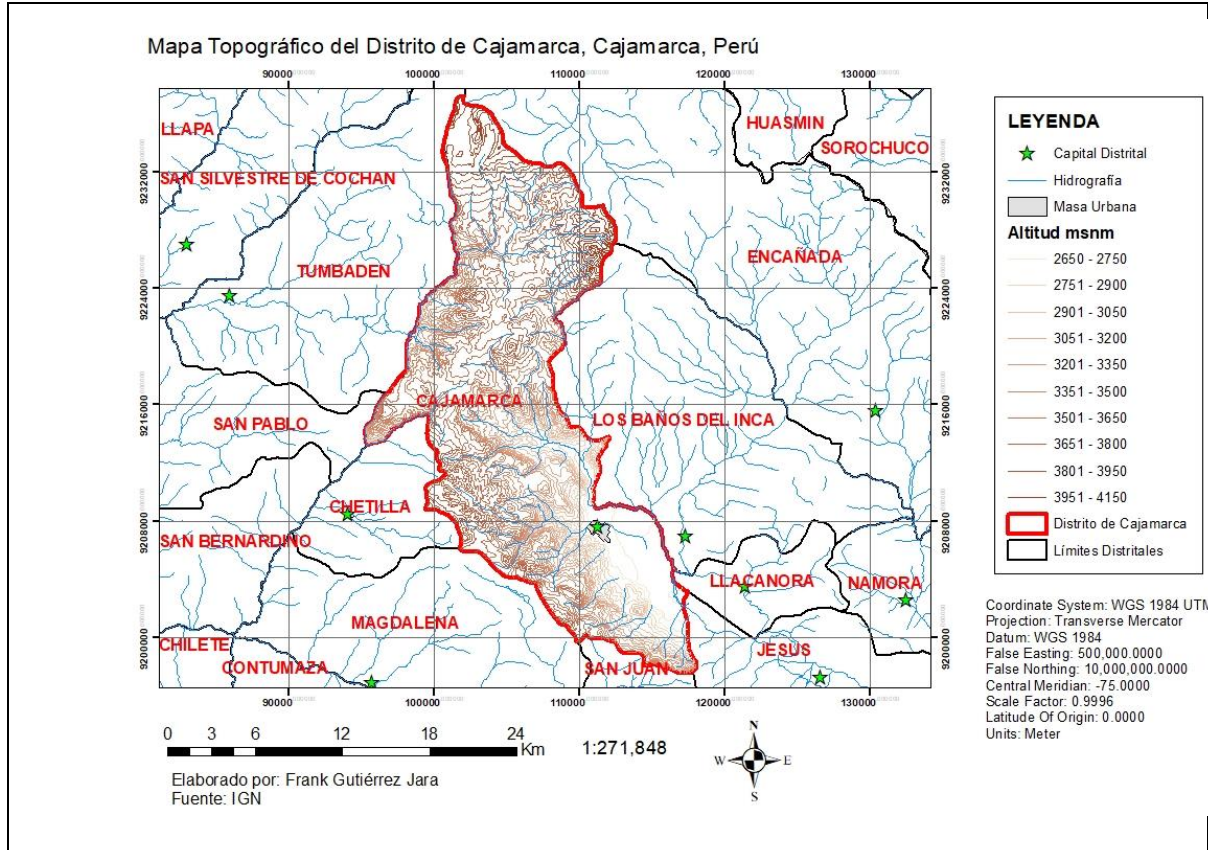 Mapa Topográfico del Distrito de Cajamarca, Cajamarca, Perú
90000 100000 110000 120000 130000
LLAPA
HUASMIN
SOROCHUCO
9232000 9232000
SAN SILVESTRE DE COCHAN
TUMBADEN
ENCAÑADA
9224000 9224000
CAJAMARCA
9216000 9216000
SAN PABLO
LOS BAÑOS DEL INCA
CHETILLA
9208000 9208000
SAN BERNARDINO
LLACANORA
NAMORA
MAGDALENA
9200000 9200000
CHILETE
JESUS
CONTUMAZA
SAN JUAN
90000 100000 110000 120000 130000
LEYENDA
Capital Distrital
Hidrografía
Masa Urbana
Altitud msnm
2650 - 2750
2751 - 2900
2901 - 3050
3051 - 3200
3201 - 3350
3351 - 3500
3501 - 3650
3651 - 3800
3801 - 3950
3951 - 4150
Distrito de Cajamarca
Límites Distritales
Coordinate System: WGS 1984 UTM
Projection: Transverse Mercator
Datum: WGS 1984
False Easting: 500,000.0000
False Northing: 10,000,000.0000
Central Meridian: -75.0000
Scale Factor: 0.9996
Latitude Of Origin: 0.0000
Units: Meter
0 3 6 12 18 24
Km
1:271,848
N
W E
S
Elaborado por: Frank Gutiérrez Jara
Fuente: IGN